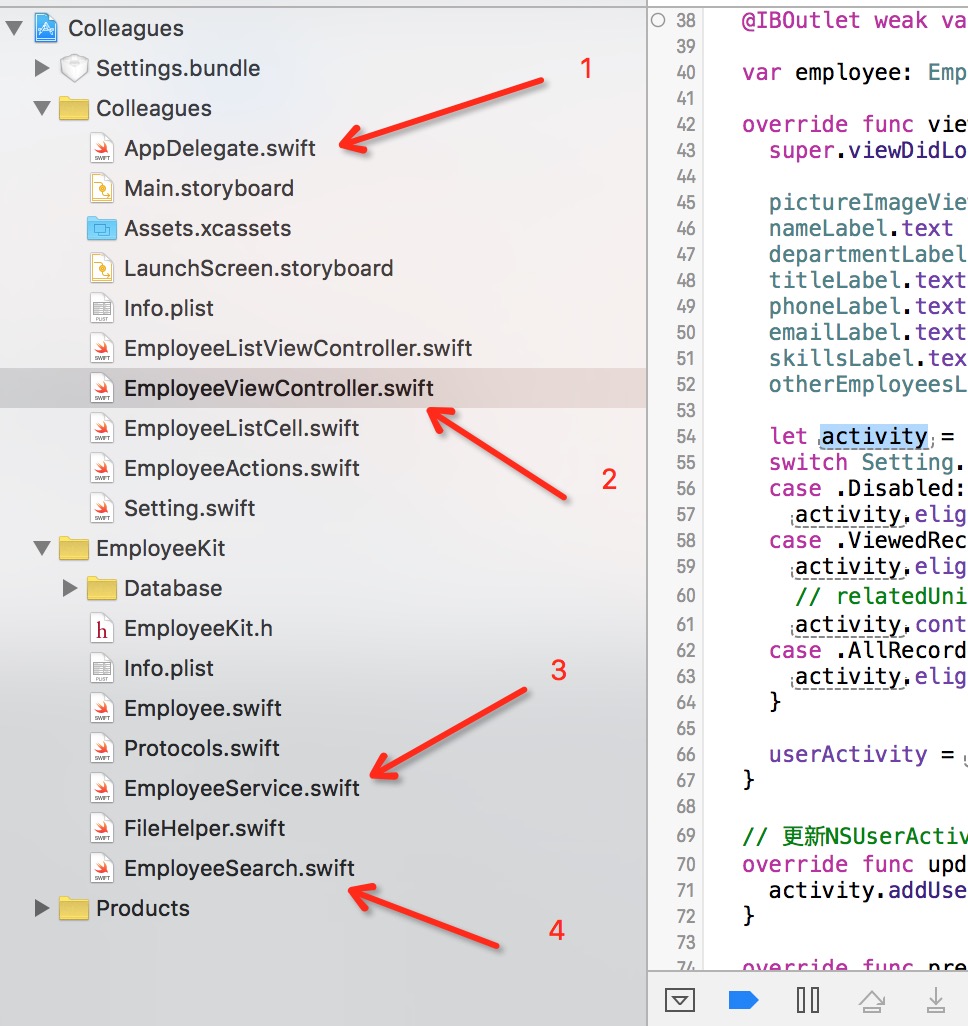 Colleagues
Settings.bundle
Colleagues
1
AppDelegate.swift
Main.storyboard
Assets.xcassets
LaunchScreen.storyboard
Info.plist
EmployeeListViewController.swift
EmployeeViewController.swift
EmployeeListCell.swift
2
EmployeeActions.swift
Setting.swift
EmployeeKit
Database
EmployeeKit.h
Info.plist
3
Employee.swift
Protocols.swift
EmployeeService.swift
FileHelper.swift
EmployeeSearch.swift
Products
4
38 @IBOutlet weak va
39
40 var employee: Emp
41
42 override func vie
43 super.viewDidLo
44
45 pictureImageVie
46 nameLabel.text
47 departmentLabel
48 titleLabel.text
49 phoneLabel.text
50 emailLabel.text
51 skillsLabel.tex
52 otherEmployeesL
53
54 let activity =
55 switch Setting.
56 case .Disabled:
57 activity.elig
58 case .ViewedRec
59 activity.elig
60 // relatedUni
61 activity.cont
62 case .AllRecord
63 activity.elig
64 }
65
66 userActivity =
67 }
68
69 // 更新NSUserActiv
70 override func upd
71 activity.addUse
72 }
73
74 override func pre